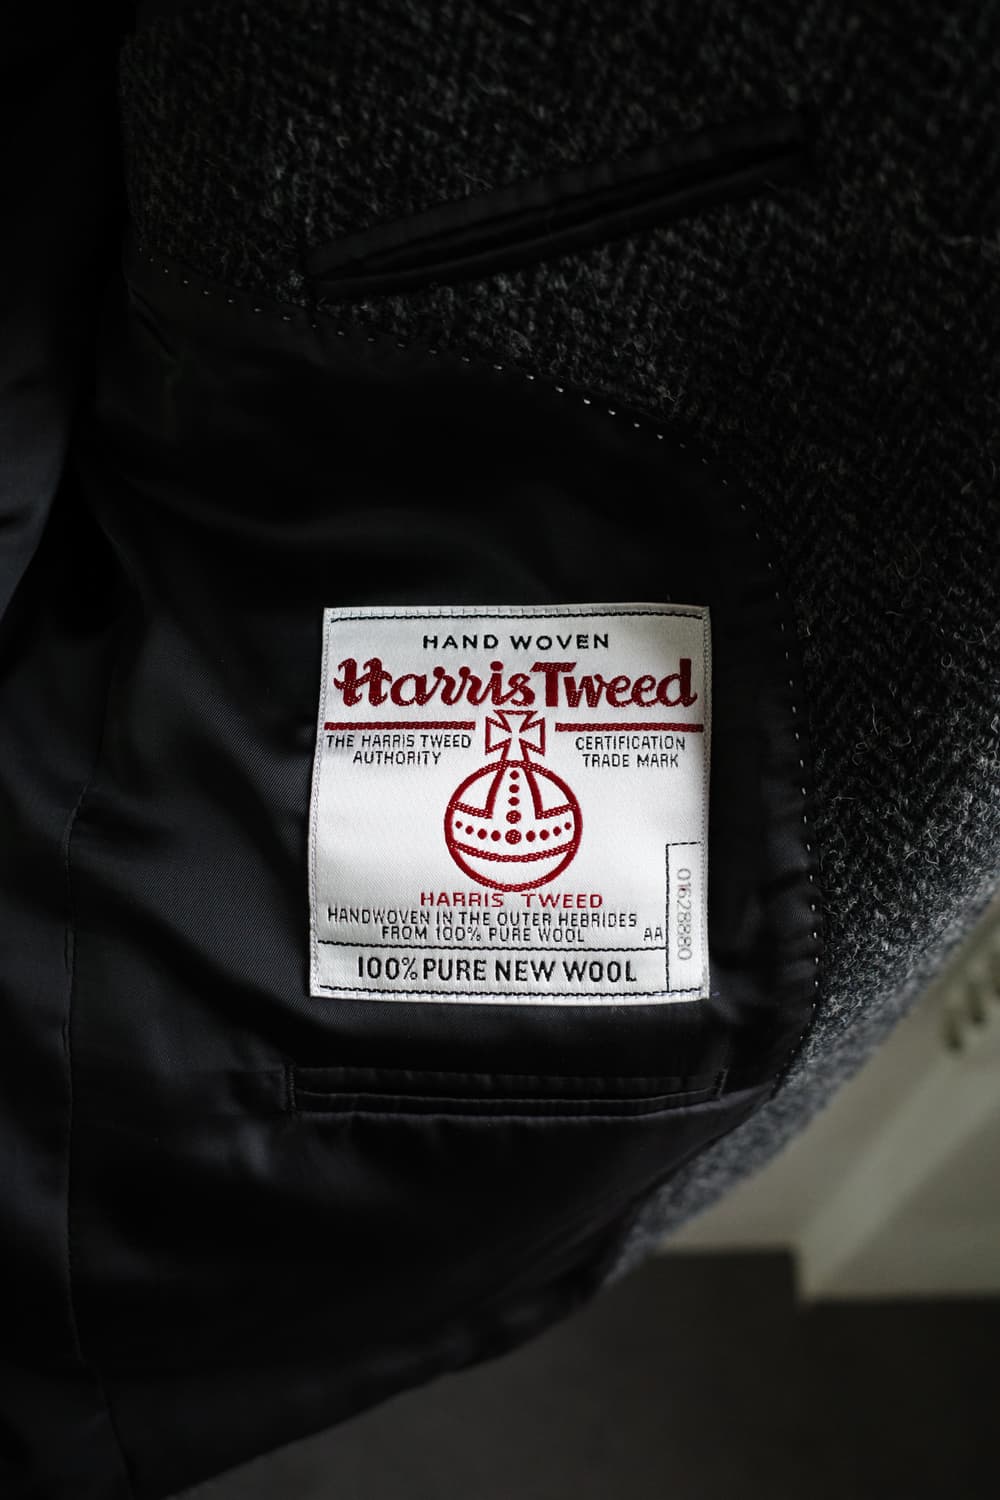 HAND WOVEN
Harris Tweed
THE HARRIS TWEED
AUTHORITY
CERTIFICATION
TRADE MARK
HARRIS TWEED
HANDWOVEN IN THE OUTER HEBRIDES
FROM 100% PURE WOOL
AA
01628880
100% PURE NEW WOOL